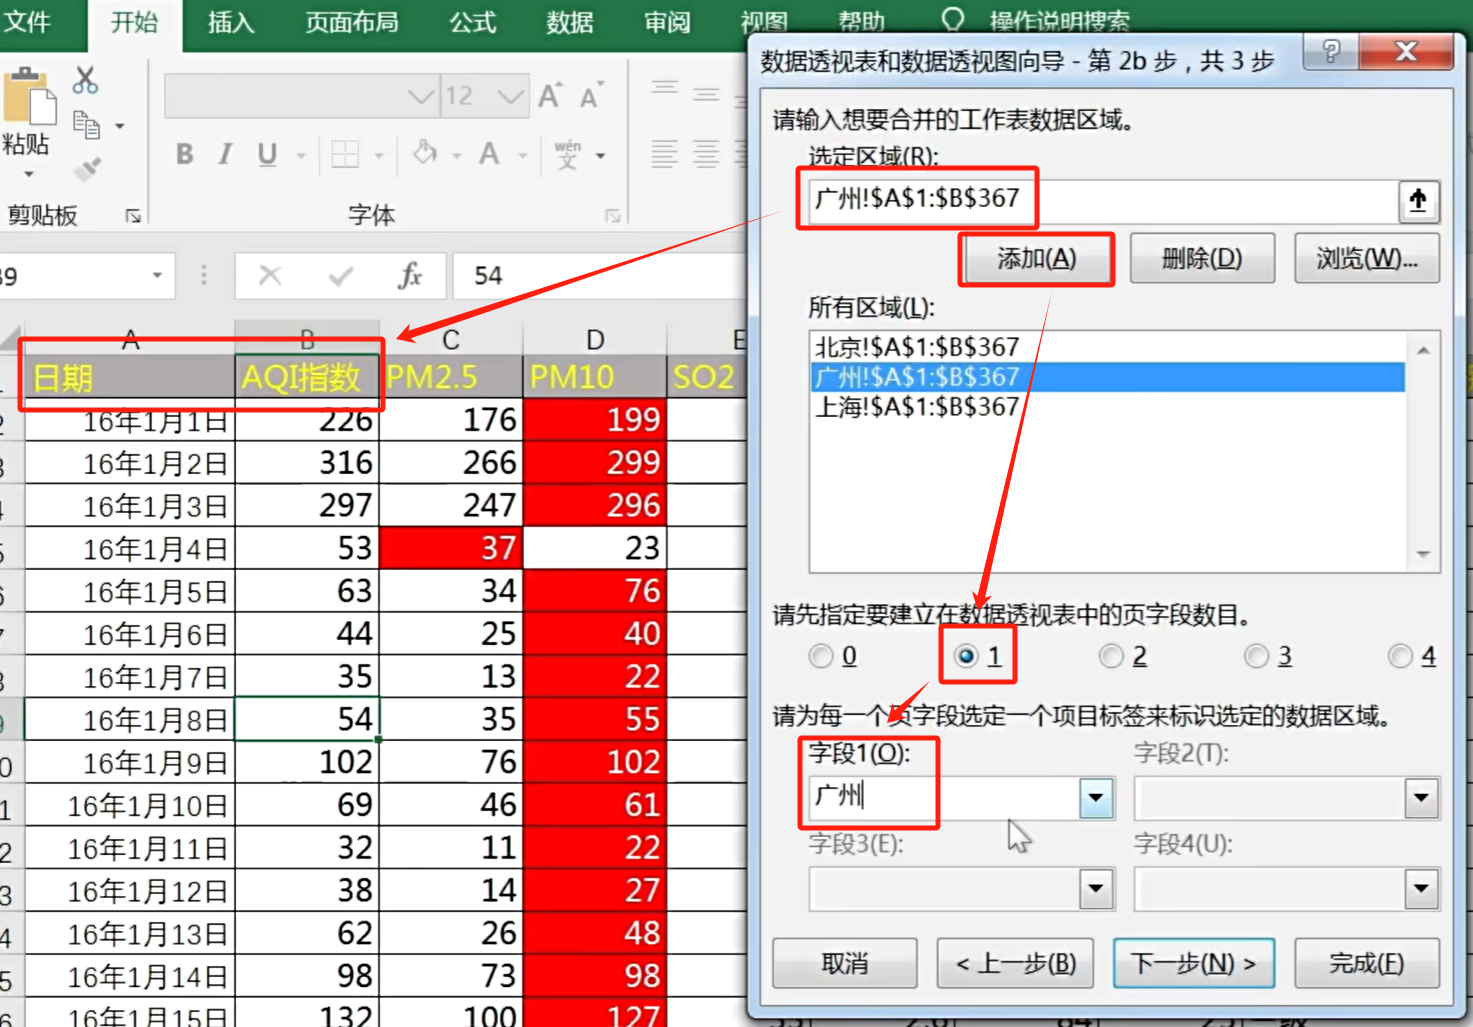 文件 开始 插入 页面布局 公式 数据 审阅 视图 帮助 操作说明搜索
粘贴
12 A A
B I U A wén 文
剪贴板 字体
54
fx
A B C D E
日期 AQI指数 PM2.5 PM10 SO2
16年1月1日 226 176 199
16年1月2日 316 266 299
16年1月3日 297 247 296
16年1月4日 53 37 23
16年1月5日 63 34 76
16年1月6日 44 25 40
16年1月7日 35 13 22
16年1月8日 54 35 55
16年1月9日 102 76 102
16年1月10日 69 46 61
16年1月11日 32 11 22
16年1月12日 38 14 27
16年1月13日 62 26 48
16年1月14日 98 73 98
16年1月15日 132 100 127
数据透视表和数据透视图向导 - 第 2b 步，共 3 步
请输入想要合并的工作表数据区域。
选定区域(R):
广州!$A$1:$B$367
添加(A) 删除(D) 浏览(W)...
所有区域(L):
北京!$A$1:$B$367
广州!$A$1:$B$367
上海!$A$1:$B$367
请先指定要建立在数据透视表中的页字段数目。
0 1 2 3 4
请为每一个页字段选定一个项目标签来标识选定的数据区域。
字段1(O): 字段2(T):
广州
字段3(E): 字段4(U):
取消 < 上一步(B) 下一步(N) > 完成(F)